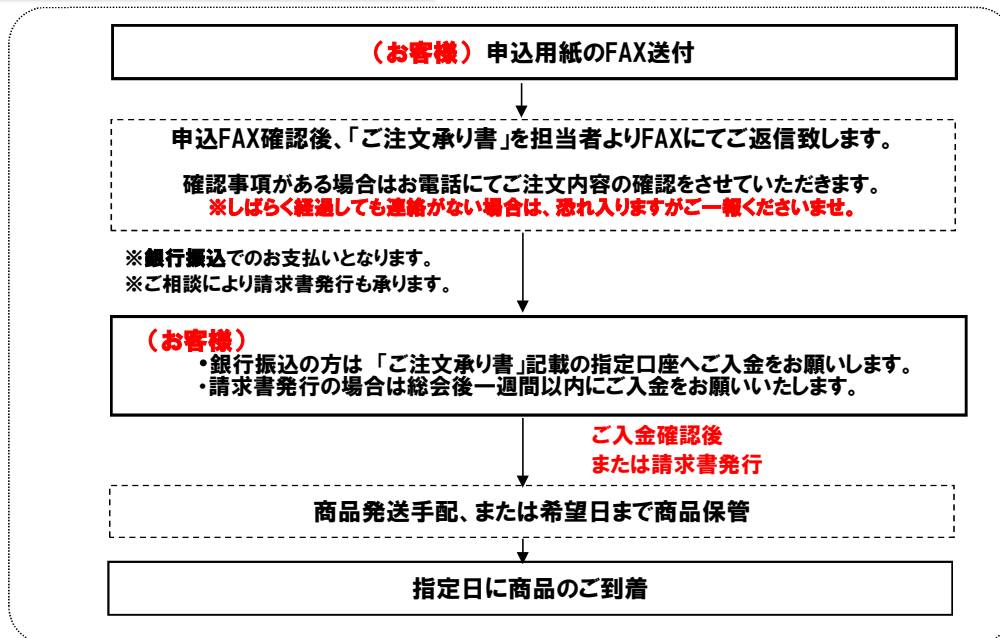 （お客様）申込用紙のFAX送付
申込FAX確認後、「ご注文承り書」を担当者よりFAXにてご返信致します。
確認事項がある場合はお電話にてご注文内容の確認をさせていただきます。
※しばらく経過しても連絡がない場合は、恐れ入りますがご一報くださいませ。
※銀行振込でのお支払いとなります。
※ご相談により請求書発行も承ります。
（お客様）
・銀行振込の方は 「ご注文承り書」記載の指定口座へご入金をお願いします。
・請求書発行の場合は総会後一週間以内にご入金をお願いいたします。
ご入金確認後
または請求書発行
商品発送手配、または希望日まで商品保管
指定日に商品のご到着